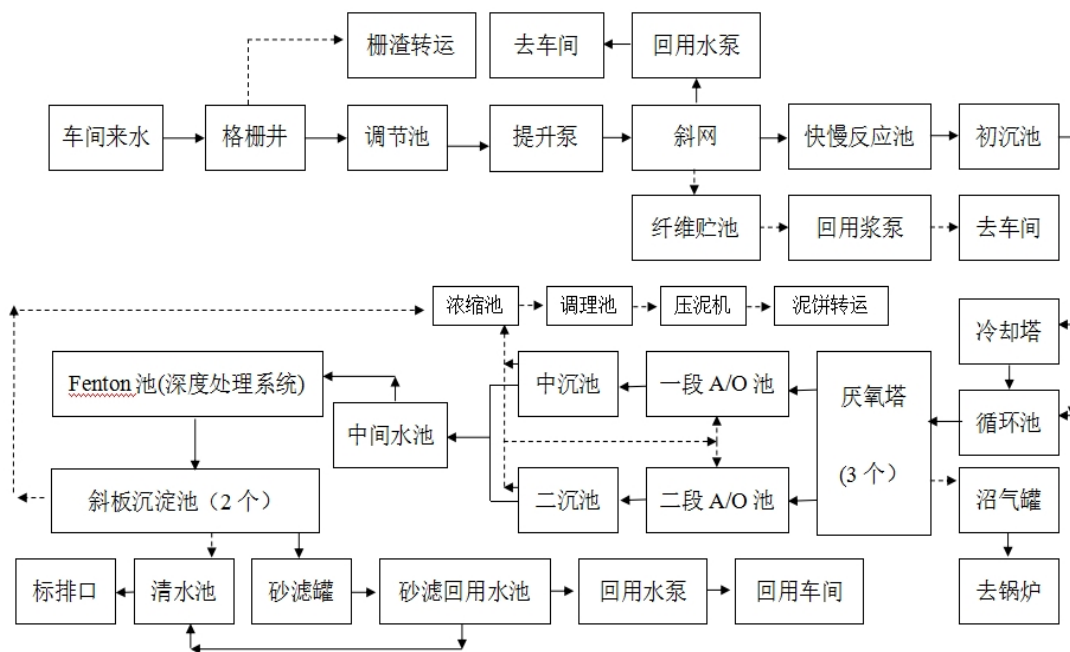 栅渣转运
去车间
回用水泵
车间来水
格栅井
调节池
提升泵
斜网
快慢反应池
初沉池
纤维贮池
回用浆泵
去车间
浓缩池
调理池
压泥机
泥饼转运
冷却塔
Fenton池(深度处理系统)
中沉池
一段 A/O 池
厌氧塔
(3 个）
中间水池
循环池
斜板沉淀池（2 个）
二沉池
二段 A/O 池
沼气罐
标排口
清水池
砂滤罐
砂滤回用水池
回用水泵
回用车间
去锅炉